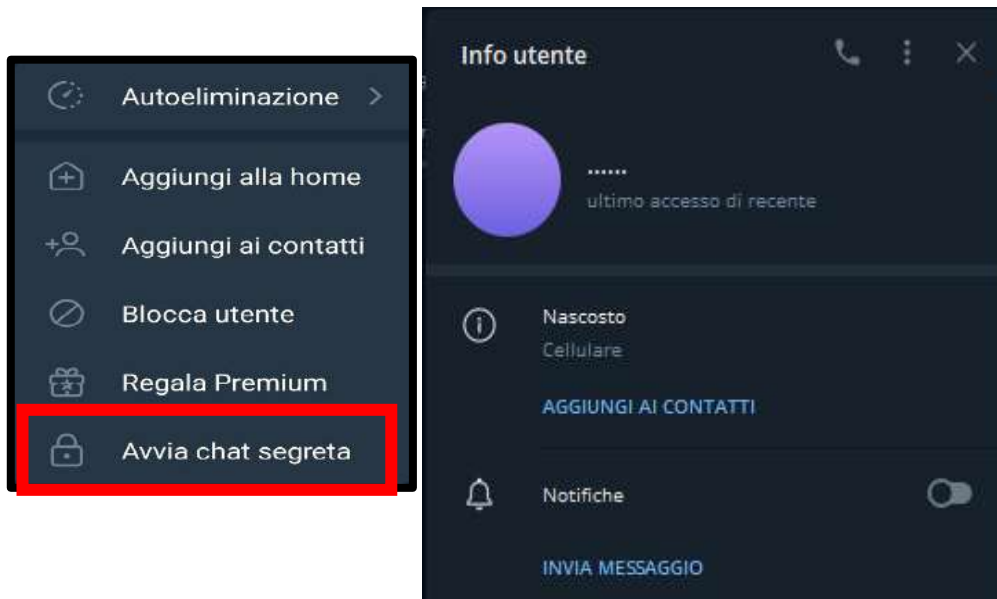 Autoeliminazione
Aggiungi alla home
Aggiungi ai contatti
Blocca utente
Regala Premium
Avvia chat segreta
Info utente
......
ultimo accesso di recente
Nascosto
Cellulare
AGGIUNGI AI CONTATTI
Notifiche
INVIA MESSAGGIO